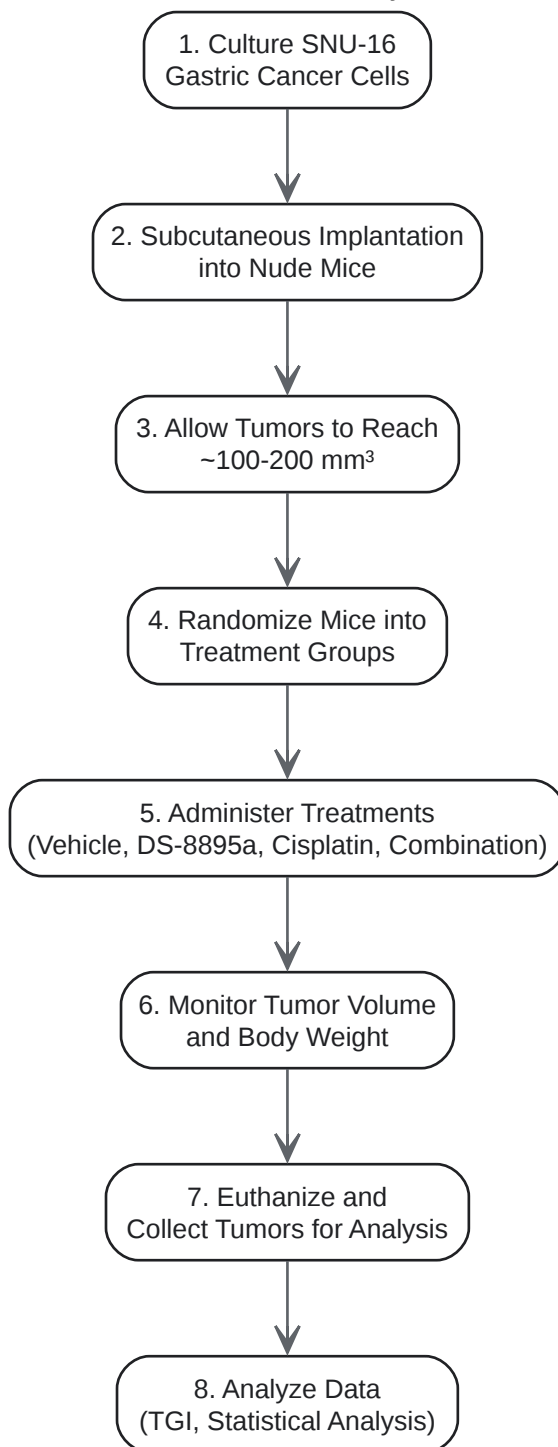 1. Culture SNU-16
Gastric Cancer Cells
2. Subcutaneous Implantation
into Nude Mice
3. Allow Tumors to Reach
~100-200 mm³
4. Randomize Mice into
Treatment Groups
5. Administer Treatments
(Vehicle, DS-8895a, Cisplatin, Combination)
6. Monitor Tumor Volume
and Body Weight
7. Euthanize and
Collect Tumors for Analysis
8. Analyze Data
(TGI, Statistical Analysis)